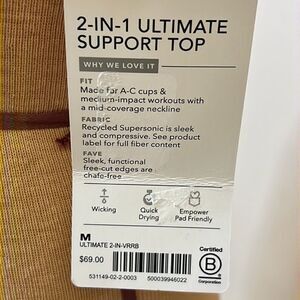 2-IN-1 ULTIMATE
SUPPORT TOP
WHY WE LOVE IT
FIT
Made for A-C cups &
medium-impact workouts with
a mid-coverage neckline
FABRIC
Recycled Supersonic is sleek
and compressive. See product
label for full fiber content
FAVE
Sleek, functional
free-cut edges are
chafe-free
Wicking
Quick
Drying
Empower
Pad Friendly
M
ULTIMATE 2-IN-VRRB
$69.00
531149-02-2-0003
500039946022
Certified
B
Corporation